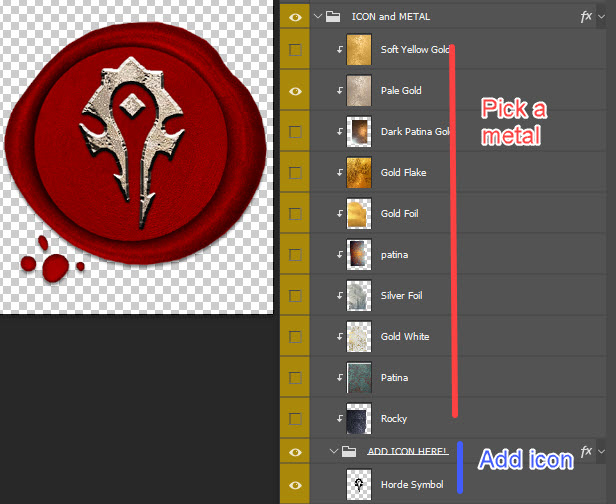 ICON and METAL
fx
Soft Yellow Gold
Pale Gold
Dark Patina Gol
Gold Flake
Gold Foil
patina
Silver Foil
Gold White
Patina
Rocky
Pick a
metal
ADD ICON HERE!
fx
Add icon
Horde Symbol